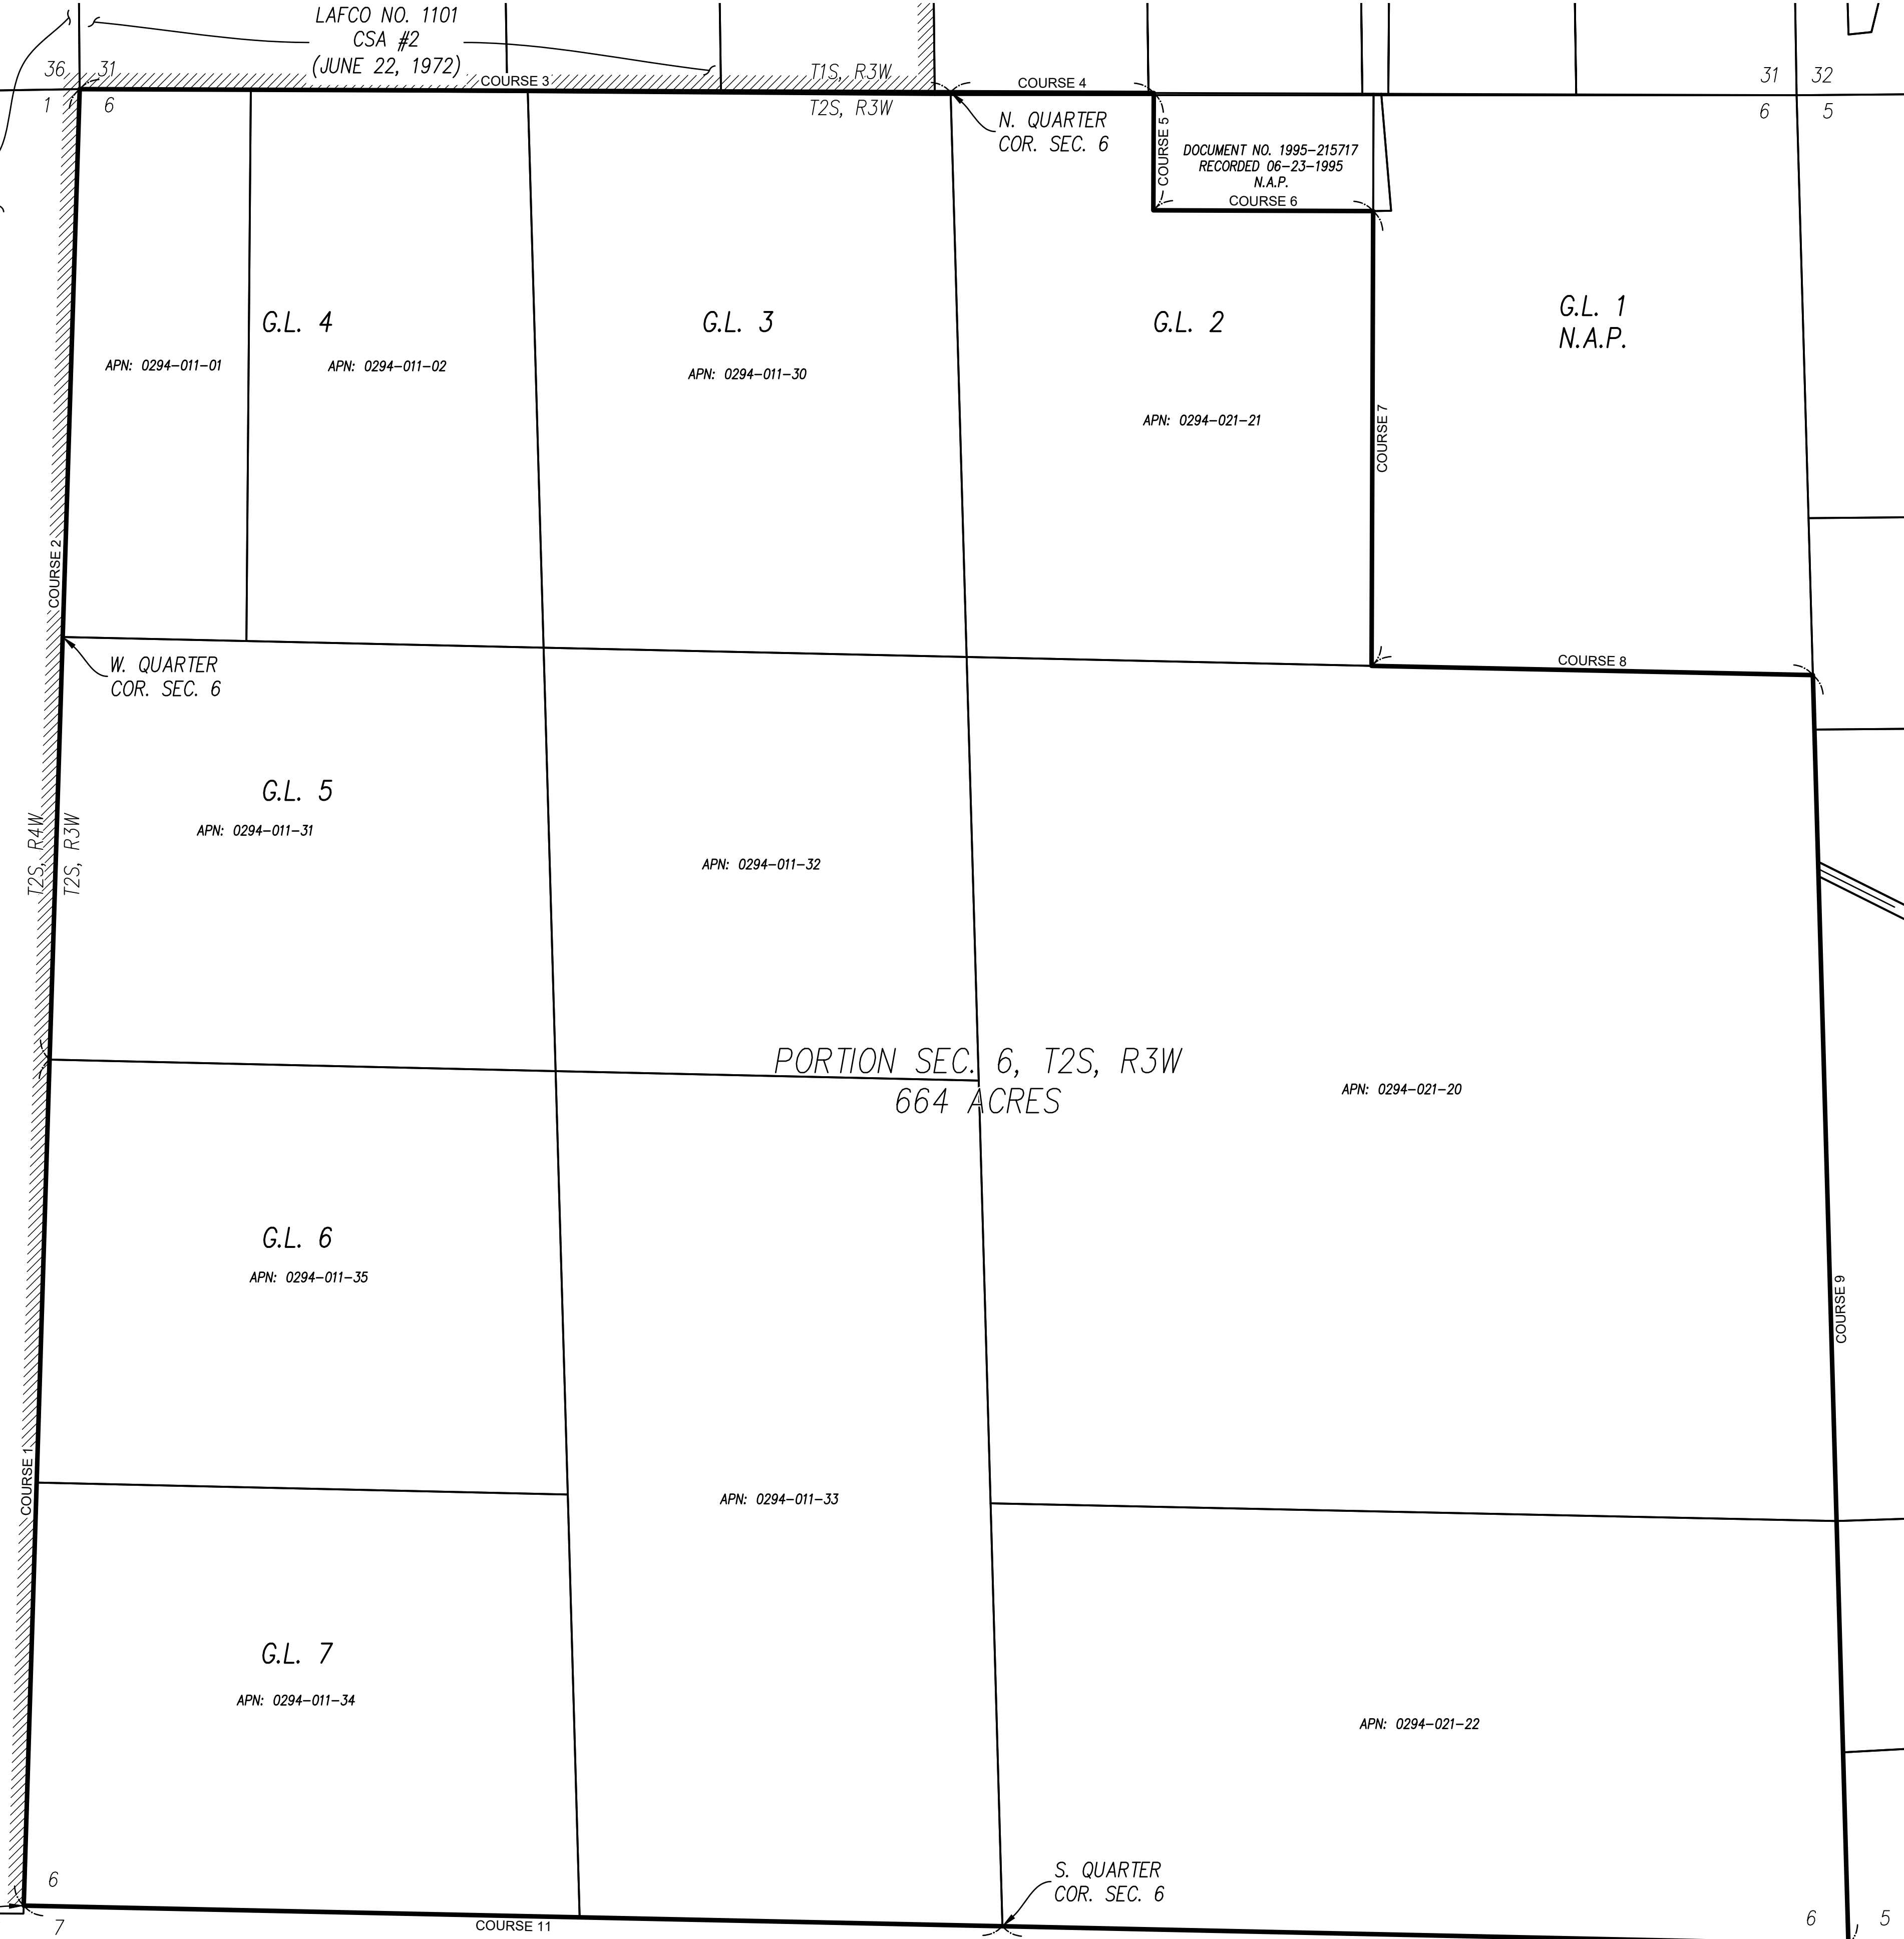 LAFCO NO. 1101
CSA #2
(JUNE 22, 1972)
36 31
1 6
COURSE 3
T1S, R3W
T2S, R3W
COURSE 4
31 32
6 5
N. QUARTER
COR. SEC. 6
COURSE 5
DOCUMENT NO. 1995-215717
RECORDED 06-23-1995
N.A.P.
COURSE 6
G.L. 4
G.L. 3
G.L. 2
G.L. 1
N.A.P.
APN: 0294-011-01
APN: 0294-011-02
APN: 0294-011-30
APN: 0294-021-21
COURSE 7
COURSE 2
W. QUARTER
COR. SEC. 6
COURSE 8
G.L. 5
APN: 0294-011-31
T2S, R4W
T2S, R3W
APN: 0294-011-32
PORTION SEC. 6, T2S, R3W
664 ACRES
APN: 0294-021-20
G.L. 6
APN: 0294-011-35
COURSE 9
COURSE 1
APN: 0294-011-33
G.L. 7
APN: 0294-011-34
APN: 0294-021-22
6
7
S. QUARTER
COR. SEC. 6
COURSE 11
6 5